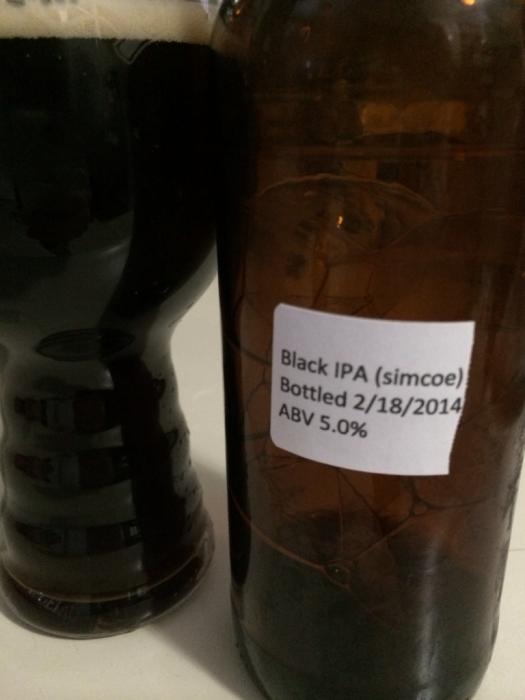 Black IPA (simcoe)
Bottled 2/18/2014
ABV 5.0%